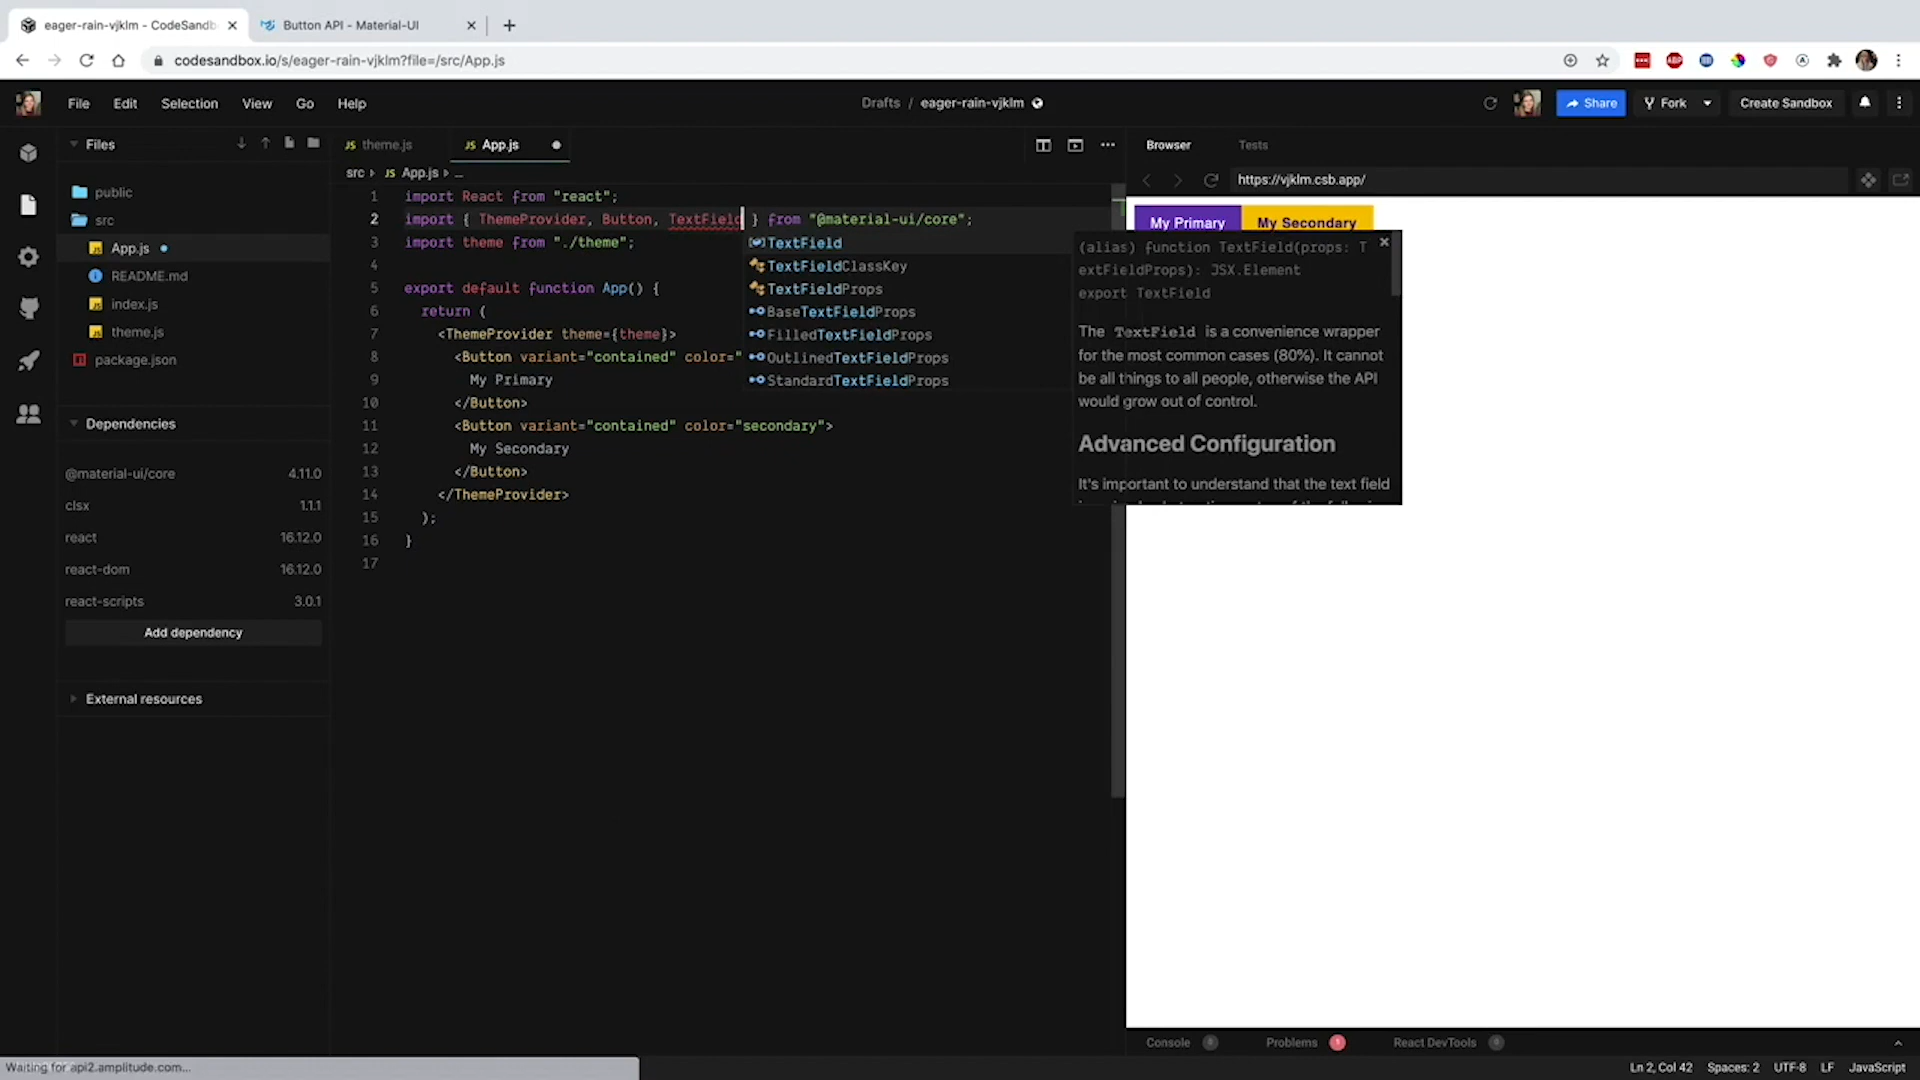 eager-rain-vjklm - CodeSandb
Button API - Material-UI
codesandbox.io/s/eager-rain-vjklm?file=/src/App.js
File Edit Selection View Go Help
Drafts / eager-rain-vjklm
Share Fork Create Sandbox
Files
public
src
App.js
README.md
index.js
theme.js
package.json
Dependencies
@material-ui/core 4.11.0
clsx 1.1.1
react 16.12.0
react-dom 16.12.0
react-scripts 3.0.1
Add dependency
External resources
JS theme.js JS App.js
src JS App.js ...
1 import React from "react";
2 import { ThemeProvider, Button, TextField } from "@material-ui/core";
3 import theme from "./theme";
4
5 export default function App() {
6 return (
7 <ThemeProvider theme={theme}>
8 <Button variant="contained" color="
9 My Primary
10 </Button>
11 <Button variant="contained" color="secondary">
12 My Secondary
13 </Button>
14 </ThemeProvider>
15 );
16 }
17
TextField
TextFieldClassKey
TextFieldProps
BaseTextFieldProps
FilledTextFieldProps
OutlinedTextFieldProps
StandardTextFieldProps
Browser Tests
https://vjklm.csb.app/
My Primary My Secondary
(alias) function TextField(props: T
extFieldProps): JSX.Element
export TextField
The TextField is a convenience wrapper
for the most common cases (80%). It cannot
be all things to all people, otherwise the API
would grow out of control.
Advanced Configuration
It's important to understand that the text field
Console 0 Problems 1 React DevTools 0
Waiting for api2.amplitude.com...
Ln 2, Col 42 Spaces: 2 UTF-8 LF JavaScript